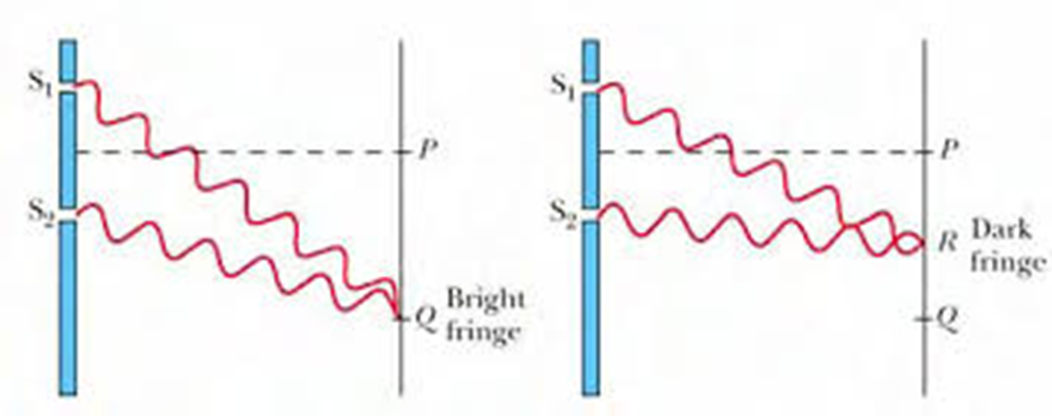 S1
S2
P
Q
Bright
fringe
S1
S2
P
R
Dark
fringe
Q